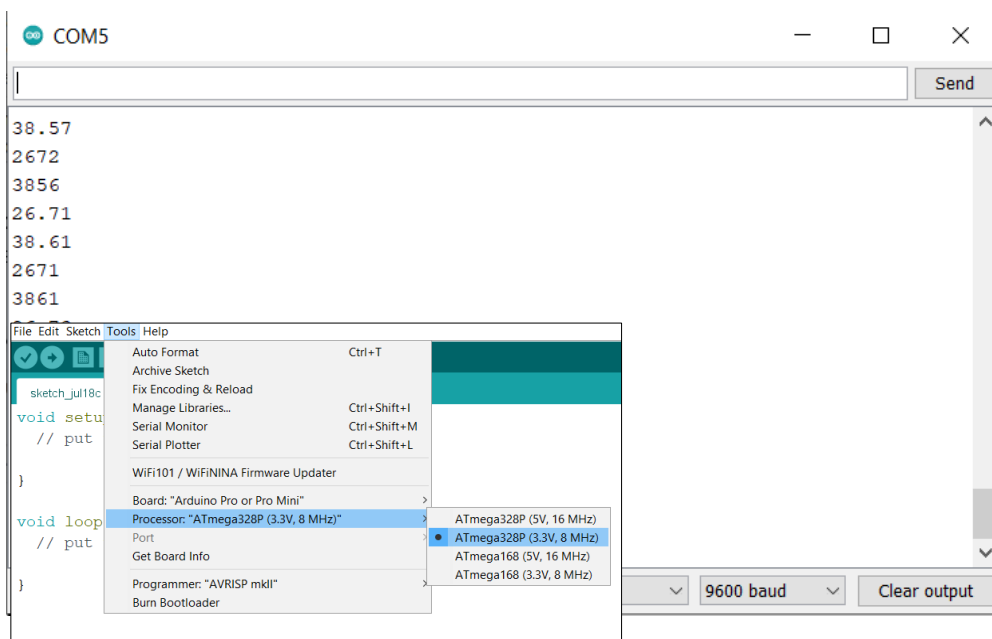 COM5
Send
38.57
2672
3856
26.71
38.61
2671
3861
File Edit Sketch Tools Help
Auto Format Ctrl+T
Archive Sketch
Fix Encoding & Reload
Manage Libraries... Ctrl+Shift+I
Serial Monitor Ctrl+Shift+M
Serial Plotter Ctrl+Shift+L
WiFi101 / WiFiNINA Firmware Updater
Board: "Arduino Pro or Pro Mini"
Processor: "ATmega328P (3.3V, 8 MHz)"
Port
Get Board Info
Programmer: "AVRISP mkII"
Burn Bootloader
ATmega328P (5V, 16 MHz)
ATmega328P (3.3V, 8 MHz)
ATmega168 (5V, 16 MHz)
ATmega168 (3.3V, 8 MHz)
sketch_jul18c
void setu
// put
}
void loop
// put
}
9600 baud
Clear output